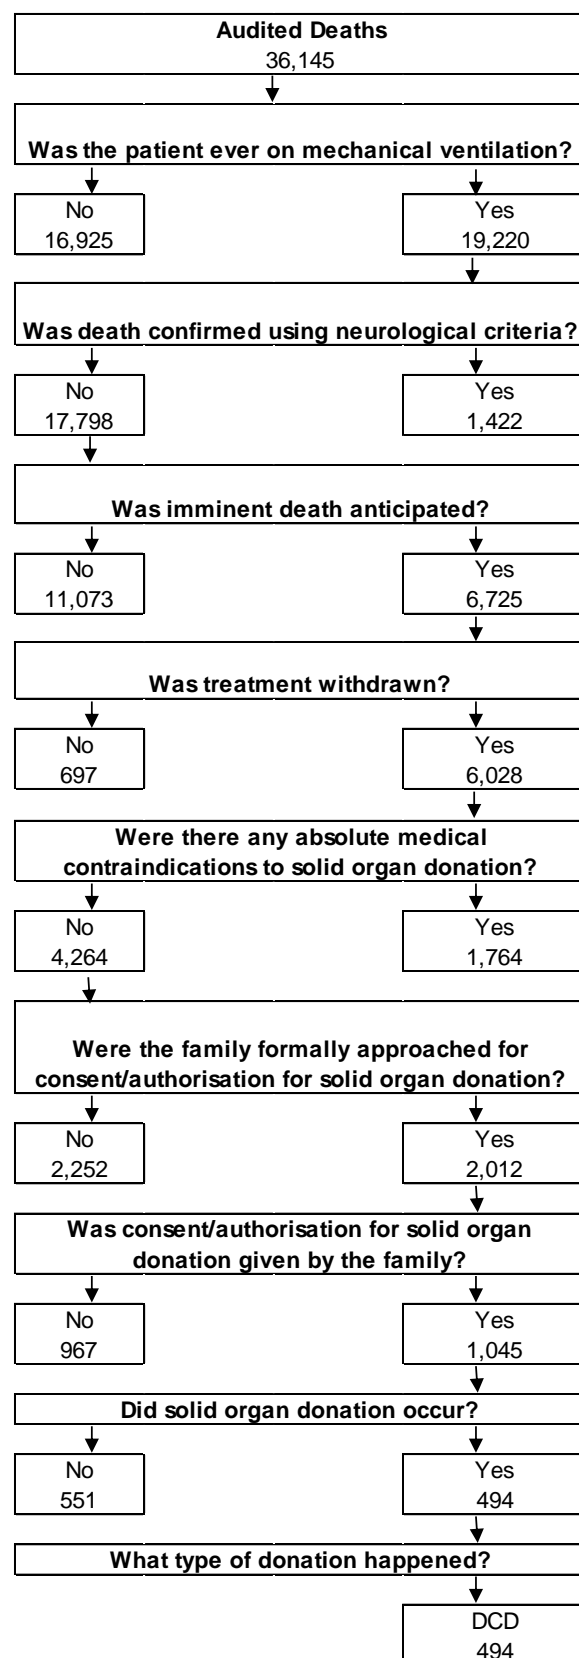 Audited Deaths
36,145
Was the patient ever on mechanical ventilation?
No Yes
16,925 19,220
Was death confirmed using neurological criteria?
No Yes
17,798 1,422
Was imminent death anticipated?
No Yes
11,073 6,725
Was treatment withdrawn?
No Yes
697 6,028
Were there any absolute medical
contraindications to solid organ donation?
No Yes
4,264 1,764
Were the family formally approached for
consent/authorisation for solid organ donation?
No Yes
2,252 2,012
Was consent/authorisation for solid organ
donation given by the family?
No Yes
967 1,045
Did solid organ donation occur?
No Yes
551 494
What type of donation happened?
DCD
494